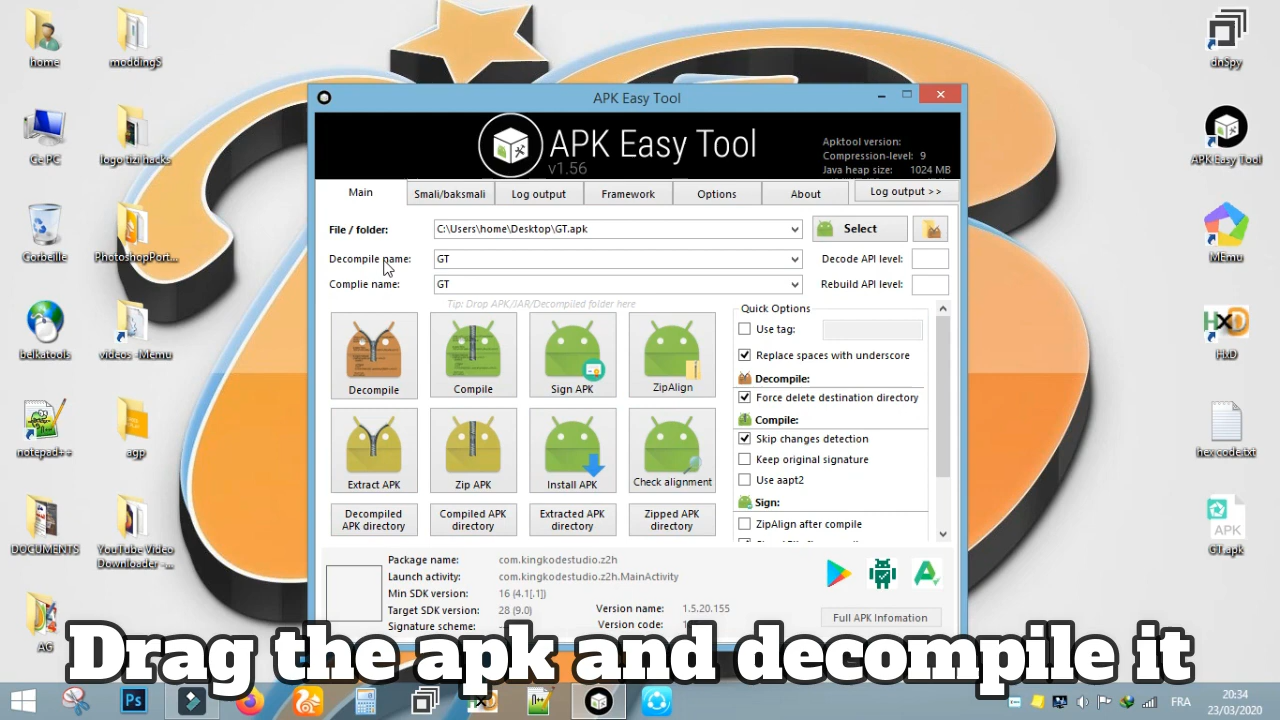 home
moddingS
dnSpy
APK Easy Tool
APK Easy Tool
v1.56
Apktool version:
Compression-level: 9
Java heap size: 1024 MB
Ce PC
logo tizi hacks
APK Easy Tool
Main
Smali/baksmali
Log output
Framework
Options
About
Log output >>
File / folder:
C:\Users\home\Desktop\GT.apk
Select
Decompile name:
GT
Decode API level:
Complie name:
GT
Rebuild API level:
Corbeille
PhotoshopPort...
MEmu
Tip: Drop APK/JAR/Decompiled folder here
Quick Options
Use tag:
Replace spaces with underscore
Decompile:
Force delete destination directory
Compile:
Skip changes detection
Keep original signature
Use aapt2
Sign:
ZipAlign after compile
Decompile
Compile
Sign APK
ZipAlign
Extract APK
Zip APK
Install APK
Check alignment
Decompiled
APK directory
Compiled APK
directory
Extracted APK
directory
Zipped APK
directory
belkatools
videos -Memu
HxD
HxD
notepad++
agp
hex code.txt
DOCUMENTS
YouTube Video
Downloader -...
APK
GT.apk
AG
Package name:
com.kingkodestudio.z2h
Launch activity:
com.kingkodestudio.z2h.MainActivity
Min SDK version:
16 (4.1[.1])
Target SDK version:
28 (9.0)
Signature scheme:
Version name:
1.5.20.155
Version code:
Full APK Infomation
Drag the apk and decompile it
Ps
FRA
20:34
23/03/2020